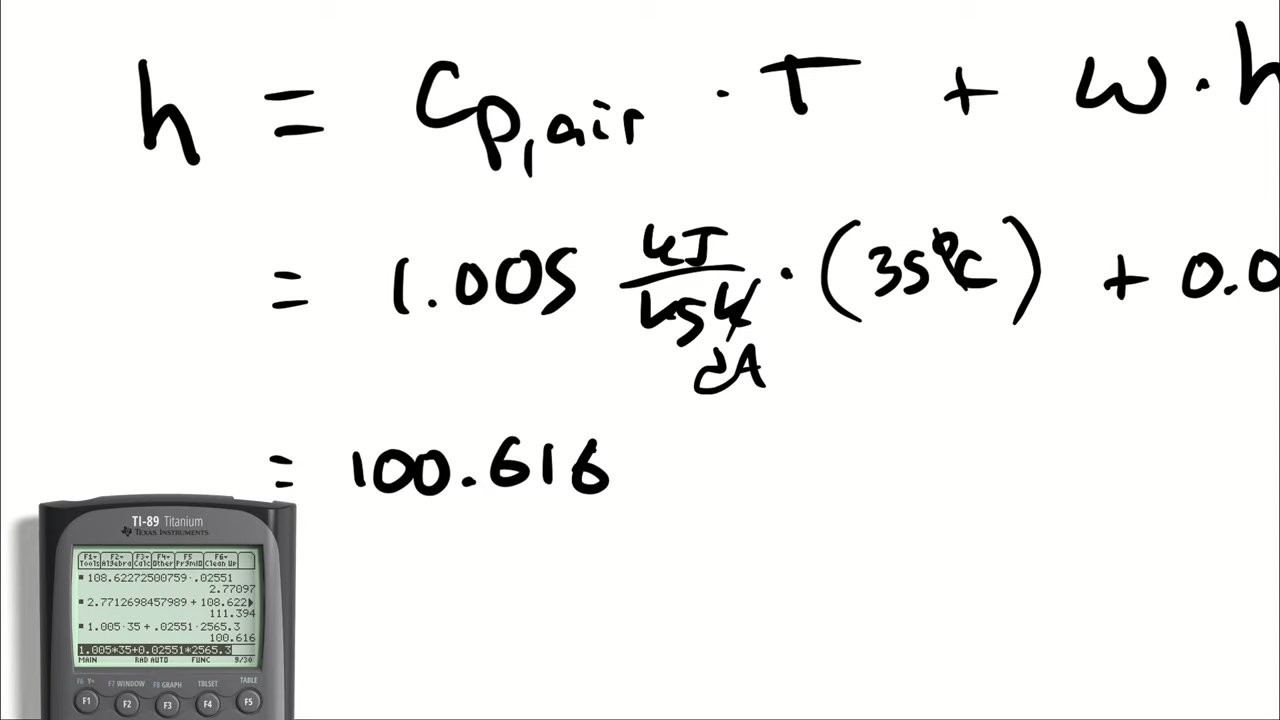 h = Cp,air · T + ω · h
= 1.005 kJ/kg K · (35°C) + 0.0
dA
= 100.616
TI-89 Titanium
TEXAS INSTRUMENTS
F1▾ F2▾ F3▾ F4▾ F5 F6▾
Tools Algebra Calc Other PrgmIO Clean Up
▪ 108.62272500759·.02551
2.77097
▪ 2.7712698457989 + 108.622▶
111.394
▪ 1.005·35 + .02551·2565.3
100.616
1.005*35+0.02551*2565.3
MAIN RAD AUTO FUNC 9/30
F6 Y= F7 WINDOW F8 GRAPH TBLSET TABLE
F1 F2 F3 F4 F5